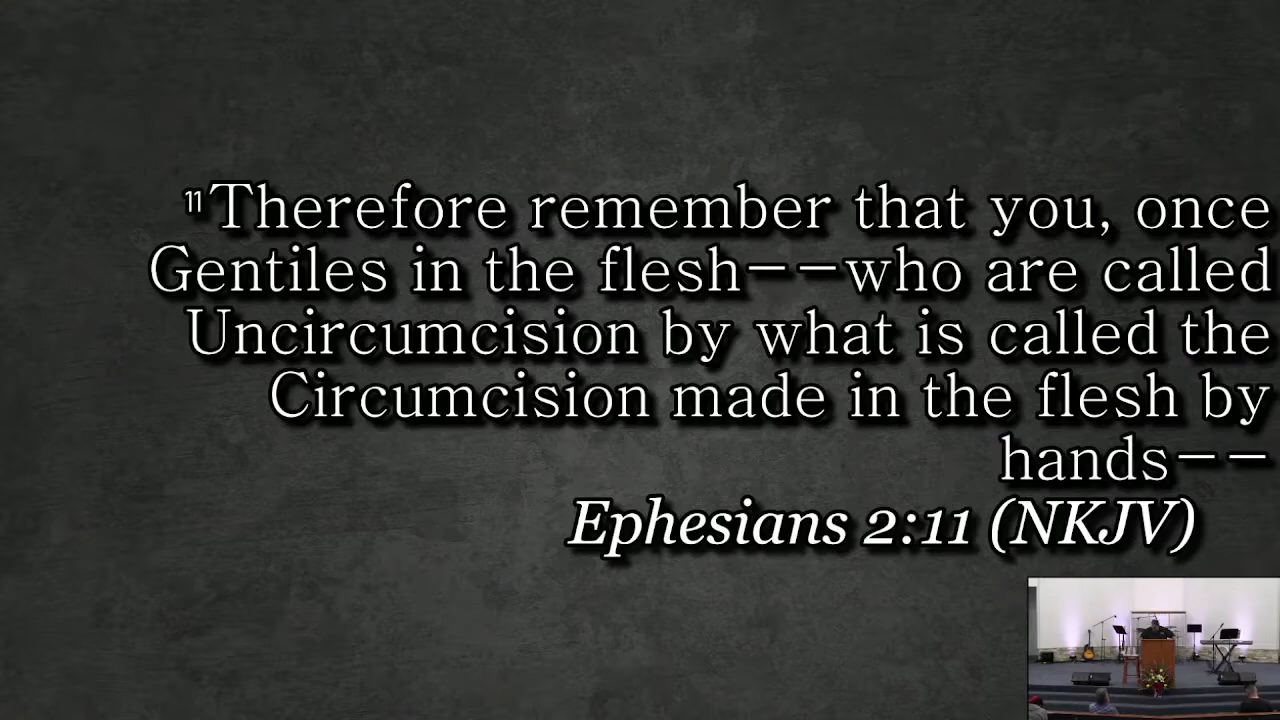 11Therefore remember that you, once
Gentiles in the flesh——who are called
Uncircumcision by what is called the
Circumcision made in the flesh by
hands——
Ephesians 2:11 (NKJV)